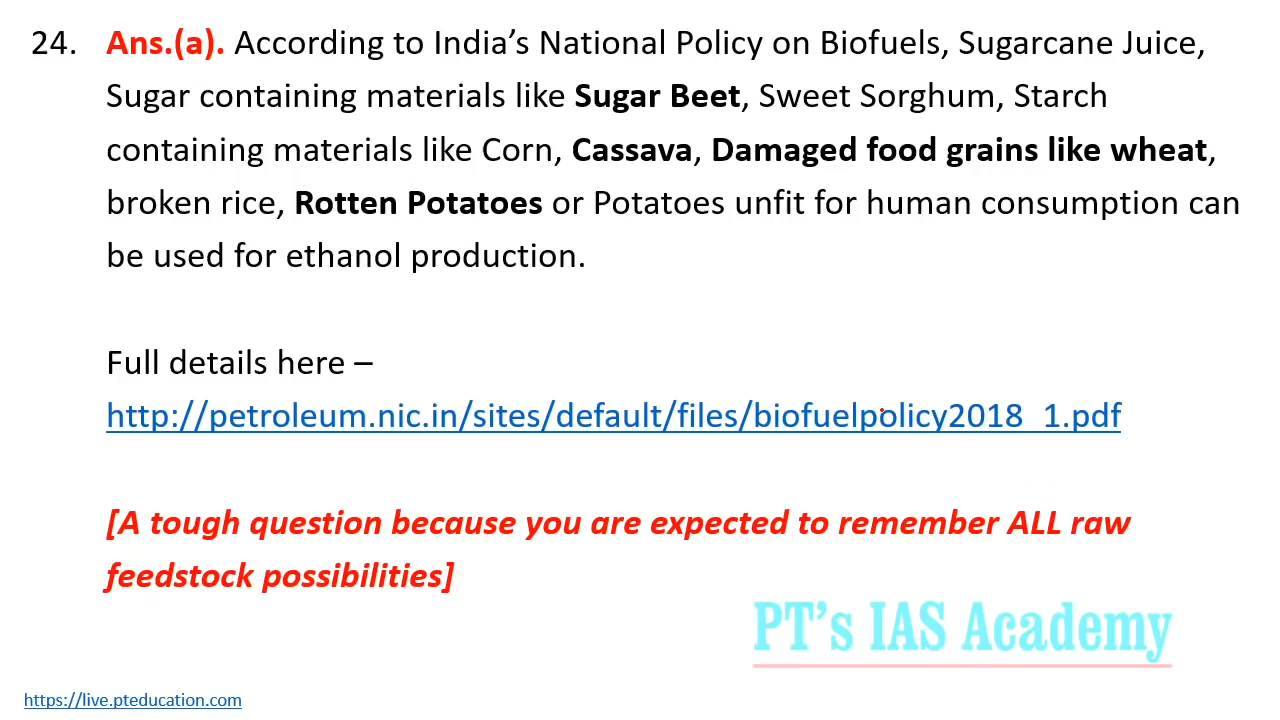 24. Ans.(a). According to India’s National Policy on Biofuels, Sugarcane Juice,
Sugar containing materials like Sugar Beet, Sweet Sorghum, Starch
containing materials like Corn, Cassava, Damaged food grains like wheat,
broken rice, Rotten Potatoes or Potatoes unfit for human consumption can
be used for ethanol production.
Full details here –
http://petroleum.nic.in/sites/default/files/biofuelpolicy2018_1.pdf
[A tough question because you are expected to remember ALL raw
feedstock possibilities]
PT’s IAS Academy
https://live.pteducation.com